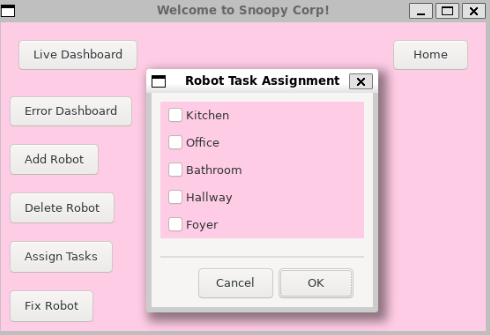 Welcome to Snoopy Corp!
Live Dashboard
Home
Robot Task Assignment
Error Dashboard
Kitchen
Office
Add Robot
Bathroom
Hallway
Delete Robot
Foyer
Assign Tasks
Cancel
OK
Fix Robot